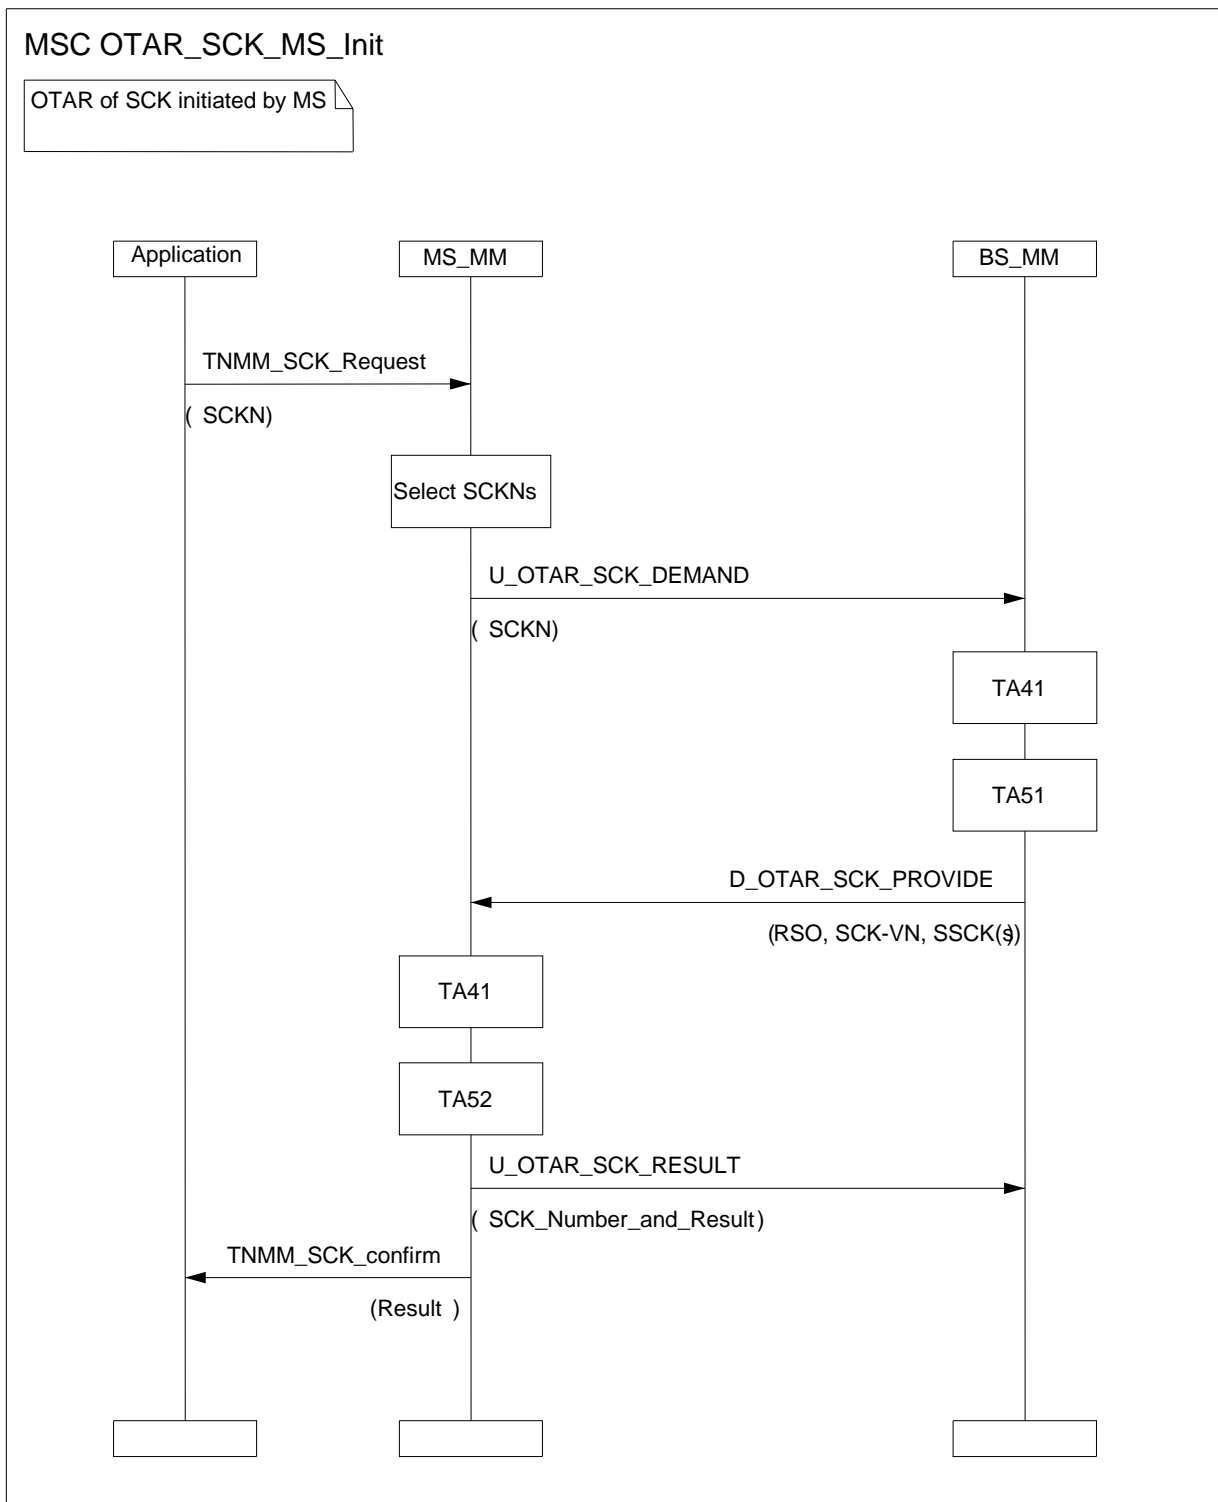 MSC OTAR_SCK_MS_Init
OTAR of SCK initiated by MS
Application
MS_MM
BS_MM
TNMM_SCK_Request
( SCKN)
Select SCKNs
U_OTAR_SCK_DEMAND
( SCKN)
TA41
TA51
D_OTAR_SCK_PROVIDE
(RSO, SCK-VN, SSCK(s))
TA41
TA52
U_OTAR_SCK_RESULT
( SCK_Number_and_Result)
TNMM_SCK_confirm
(Result )